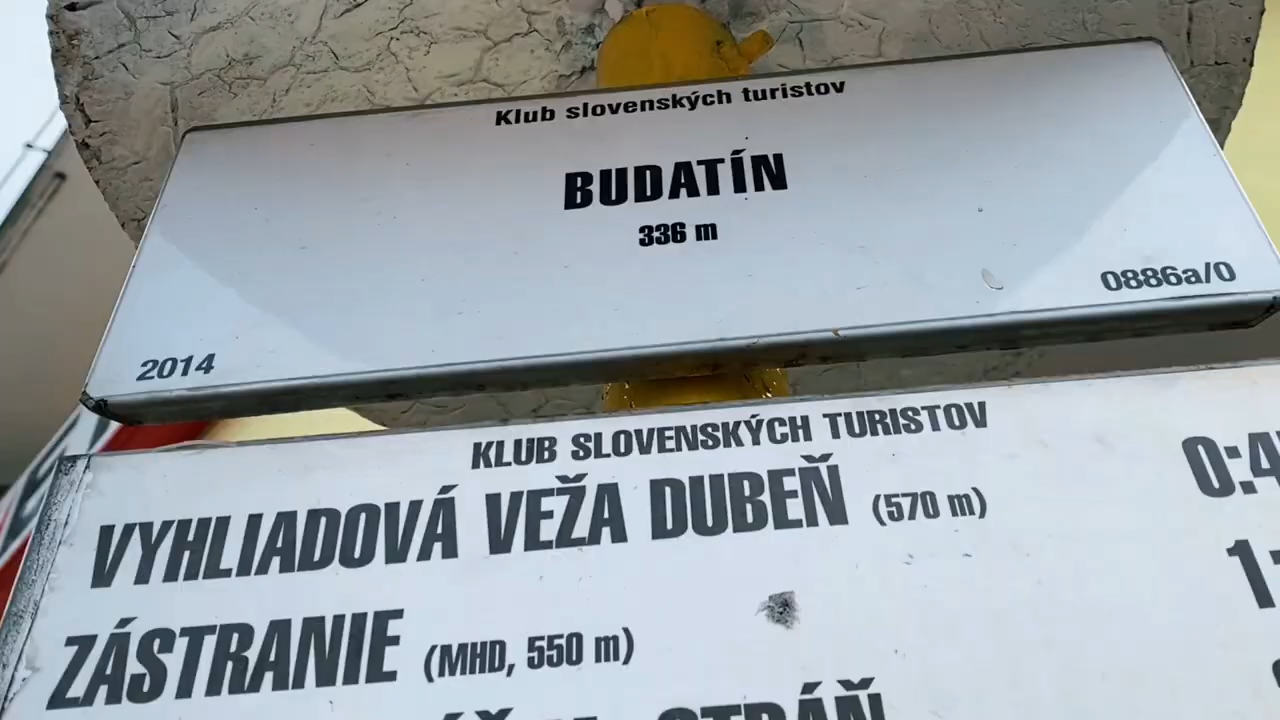 Klub slovenských turistov
BUDATÍN
336 m
0886a/0
2014
KLUB SLOVENSKÝCH TURISTOV
VYHLIADOVÁ VEŽA DUBEŇ (570 m)
ZÁSTRANIE (MHD, 550 m)